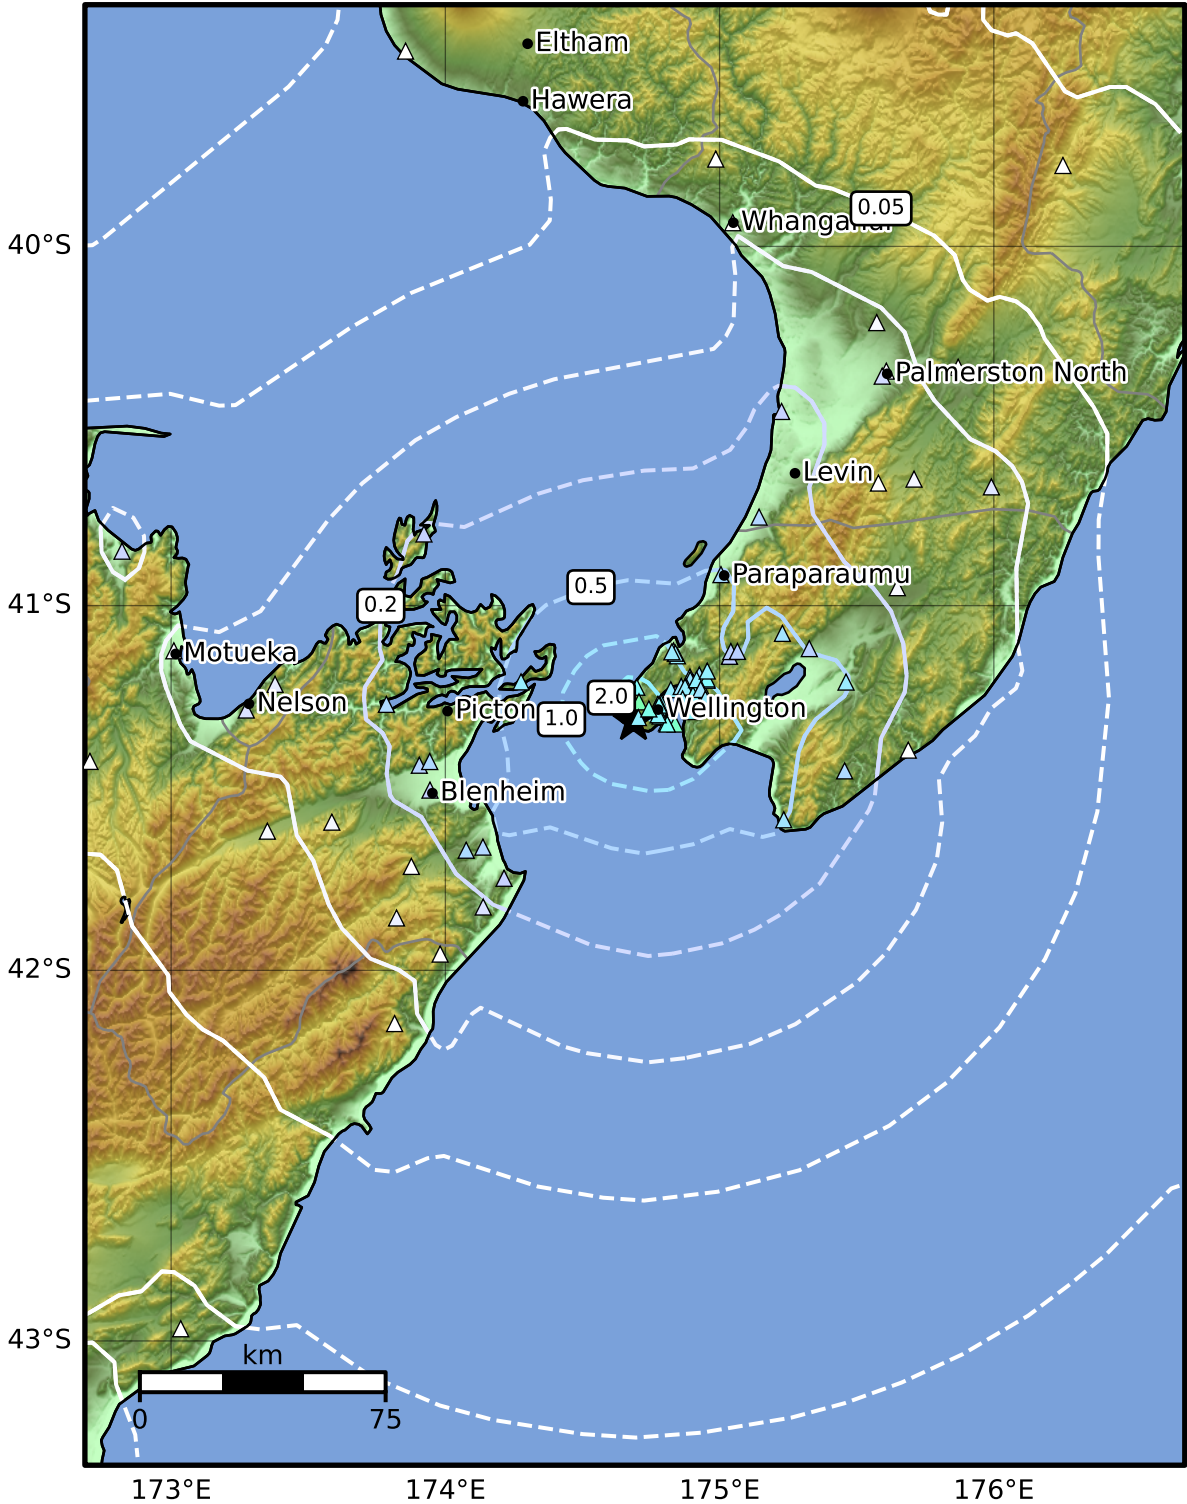 Eltham
Hawera
0.05
Whanganui
40°S
Palmerston North
Levin
Paraparaumu
0.5
41°S
0.2
Motueka
Nelson
Picton
2.0
1.0
Wellington
Blenheim
42°S
43°S
km
0 75
173°E 174°E 175°E 176°E